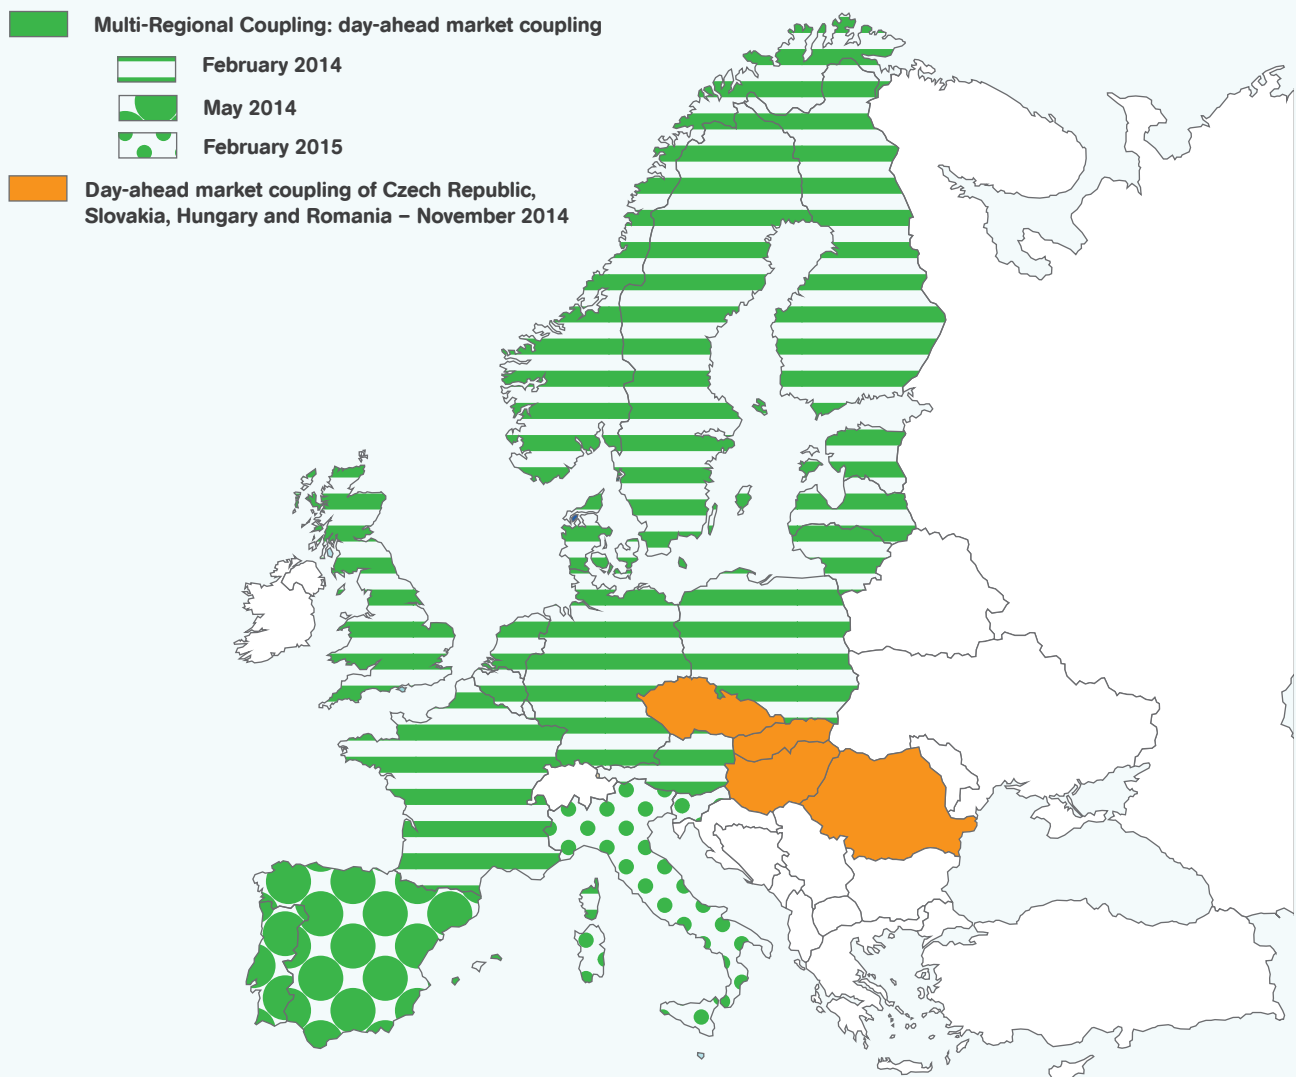 Multi-Regional Coupling: day-ahead market coupling
February 2014
May 2014
February 2015
Day-ahead market coupling of Czech Republic,
Slovakia, Hungary and Romania – November 2014